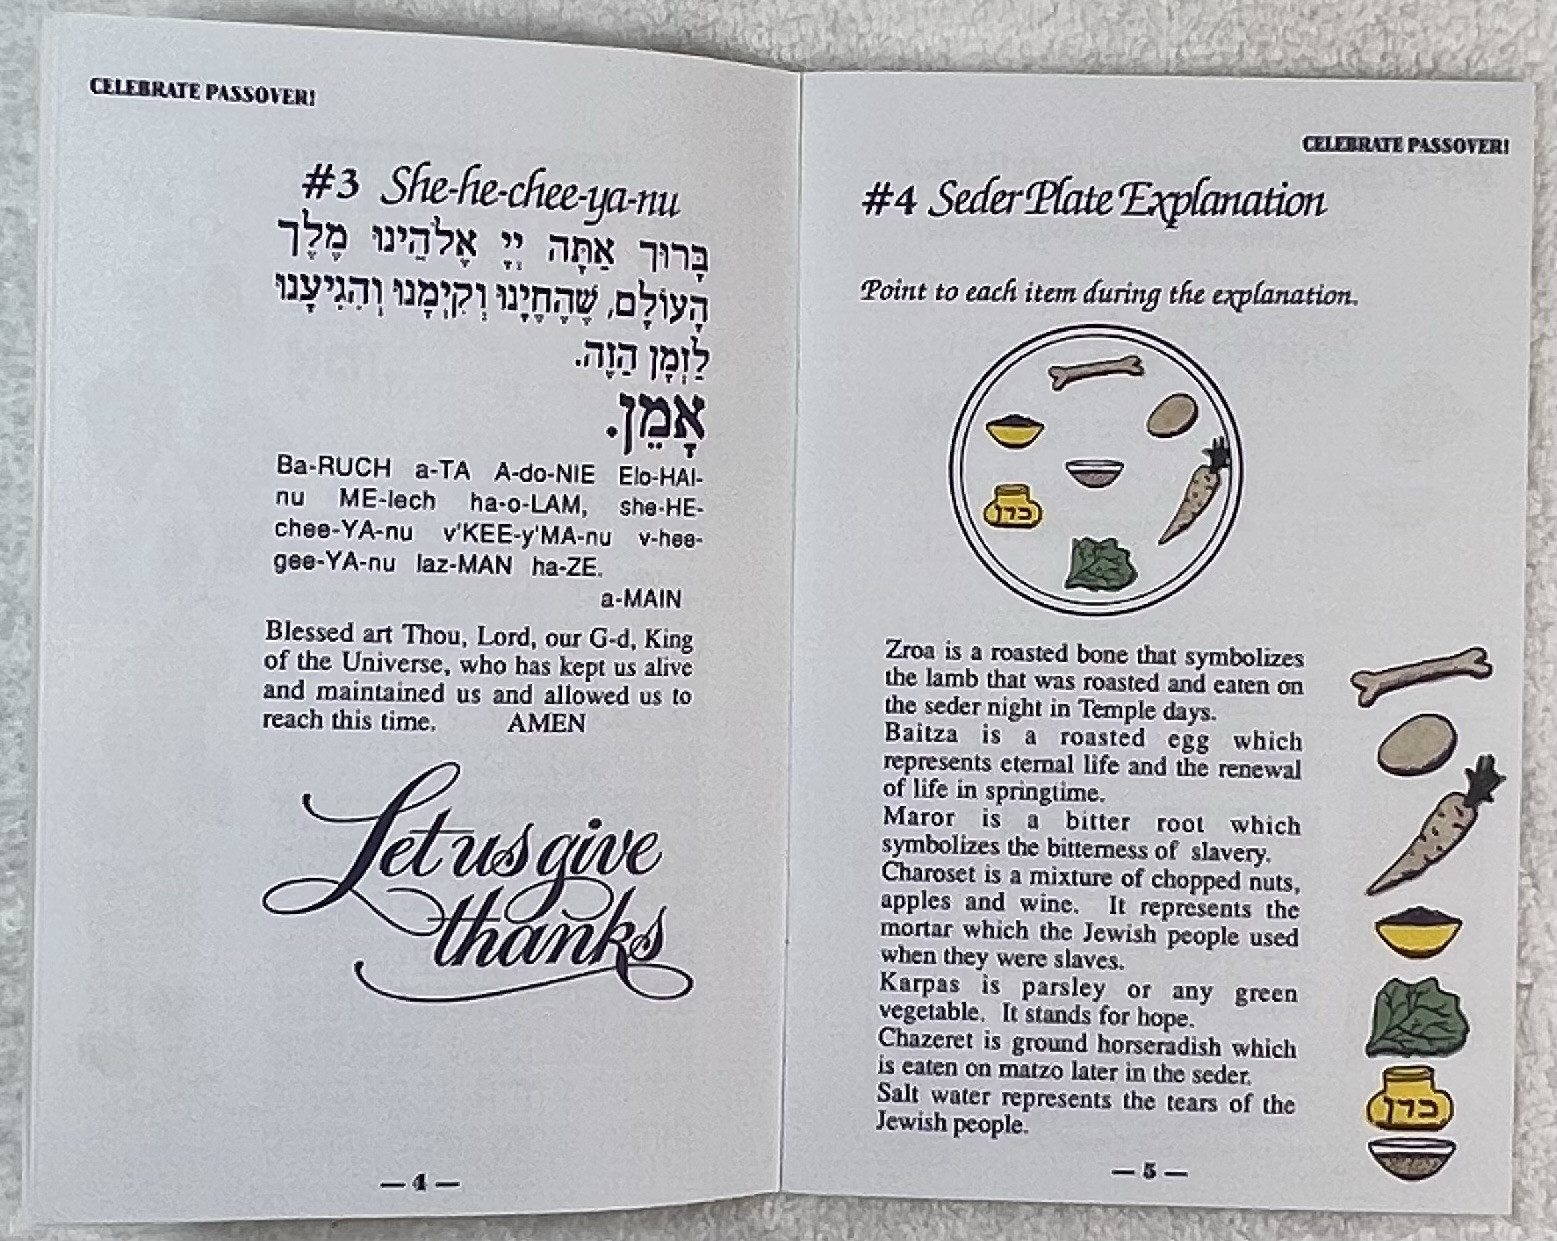 CELEBRATE PASSOVER!
#3 She-he-chee-ya-nu
בָּרוּךְ אַתָּה יְיָ אֱלֹהֵינוּ מֶלֶךְ
הָעוֹלָם, שֶׁהֶחֱיָנוּ וְקִיְּמָנוּ וְהִגִּיעָנוּ
לַזְּמָן הַזֶּה.
אָמֵן.
Ba-RUCH a-TA A-do-NIE Elo-HAI-
nu ME-lech ha-o-LAM, she-HE-
chee-YA-nu v'KEE-y'MA-nu v-hee-
gee-YA-nu laz-MAN ha-ZE.
a-MAIN
Blessed art Thou, Lord, our G-d, King
of the Universe, who has kept us alive
and maintained us and allowed us to
reach this time. AMEN
Let us give
thanks
— 4 —
CELEBRATE PASSOVER!
#4 Seder Plate Explanation
Point to each item during the explanation.
כרן
Zroa is a roasted bone that symbolizes
the lamb that was roasted and eaten on
the seder night in Temple days.
Baitza is a roasted egg which
represents eternal life and the renewal
of life in springtime.
Maror is a bitter root which
symbolizes the bitterness of slavery.
Charoset is a mixture of chopped nuts,
apples and wine. It represents the
mortar which the Jewish people used
when they were slaves.
Karpas is parsley or any green
vegetable. It stands for hope.
Chazeret is ground horseradish which
is eaten on matzo later in the seder.
Salt water represents the tears of the
Jewish people.
כרן
— 5 —